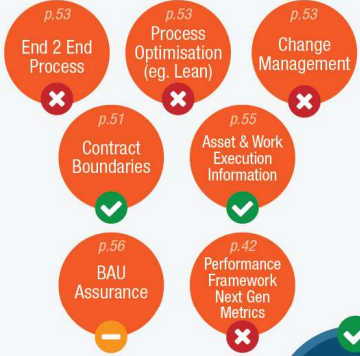 p.53
End 2 End
Process
p.53
Process
Optimisation
(eg. Lean)
p.53
Change
Management
p.51
Contract
Boundaries
p.55
Asset & Work
Execution
Information
p.56
BAU
Assurance
p.42
Performance
Framework
Next Gen
Metrics